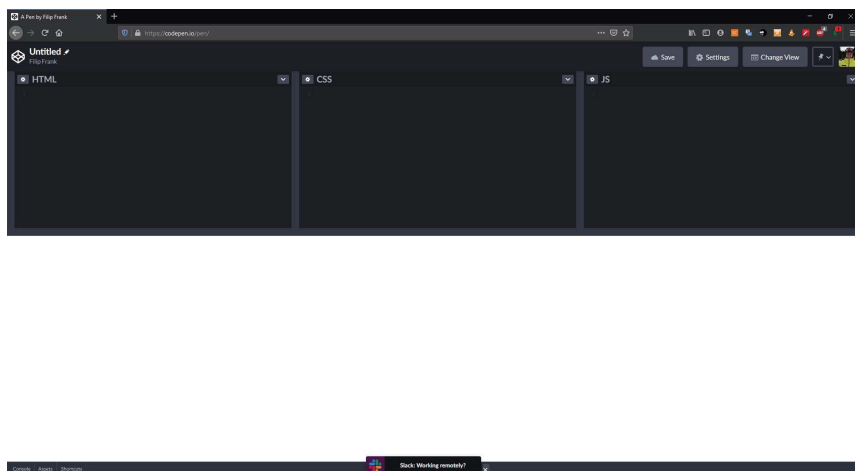 A Pen by Filip Frank
https://codepen.io/pen/
Untitled
Filip Frank
Save
Settings
Change View
HTML
CSS
JS
Console Assets Shortcuts
Slack: Working remotely?